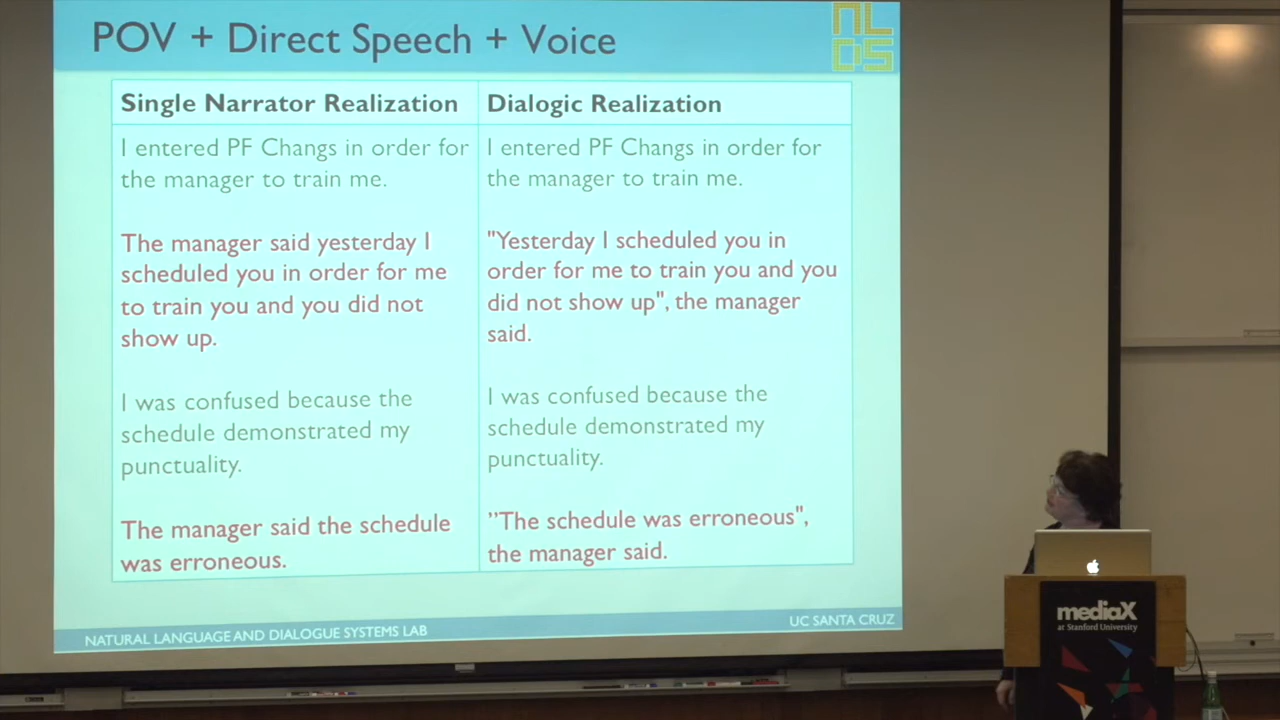 POV + Direct Speech + Voice
NL
DS
Single Narrator Realization
I entered PF Changs in order for
the manager to train me.
The manager said yesterday I
scheduled you in order for me
to train you and you did not
show up.
I was confused because the
schedule demonstrated my
punctuality.
The manager said the schedule
was erroneous.
Dialogic Realization
I entered PF Changs in order for
the manager to train me.
"Yesterday I scheduled you in
order for me to train you and you
did not show up", the manager
said.
I was confused because the
schedule demonstrated my
punctuality.
”The schedule was erroneous",
the manager said.
NATURAL LANGUAGE AND DIALOGUE SYSTEMS LAB
UC SANTA CRUZ
mediaX
at Stanford University